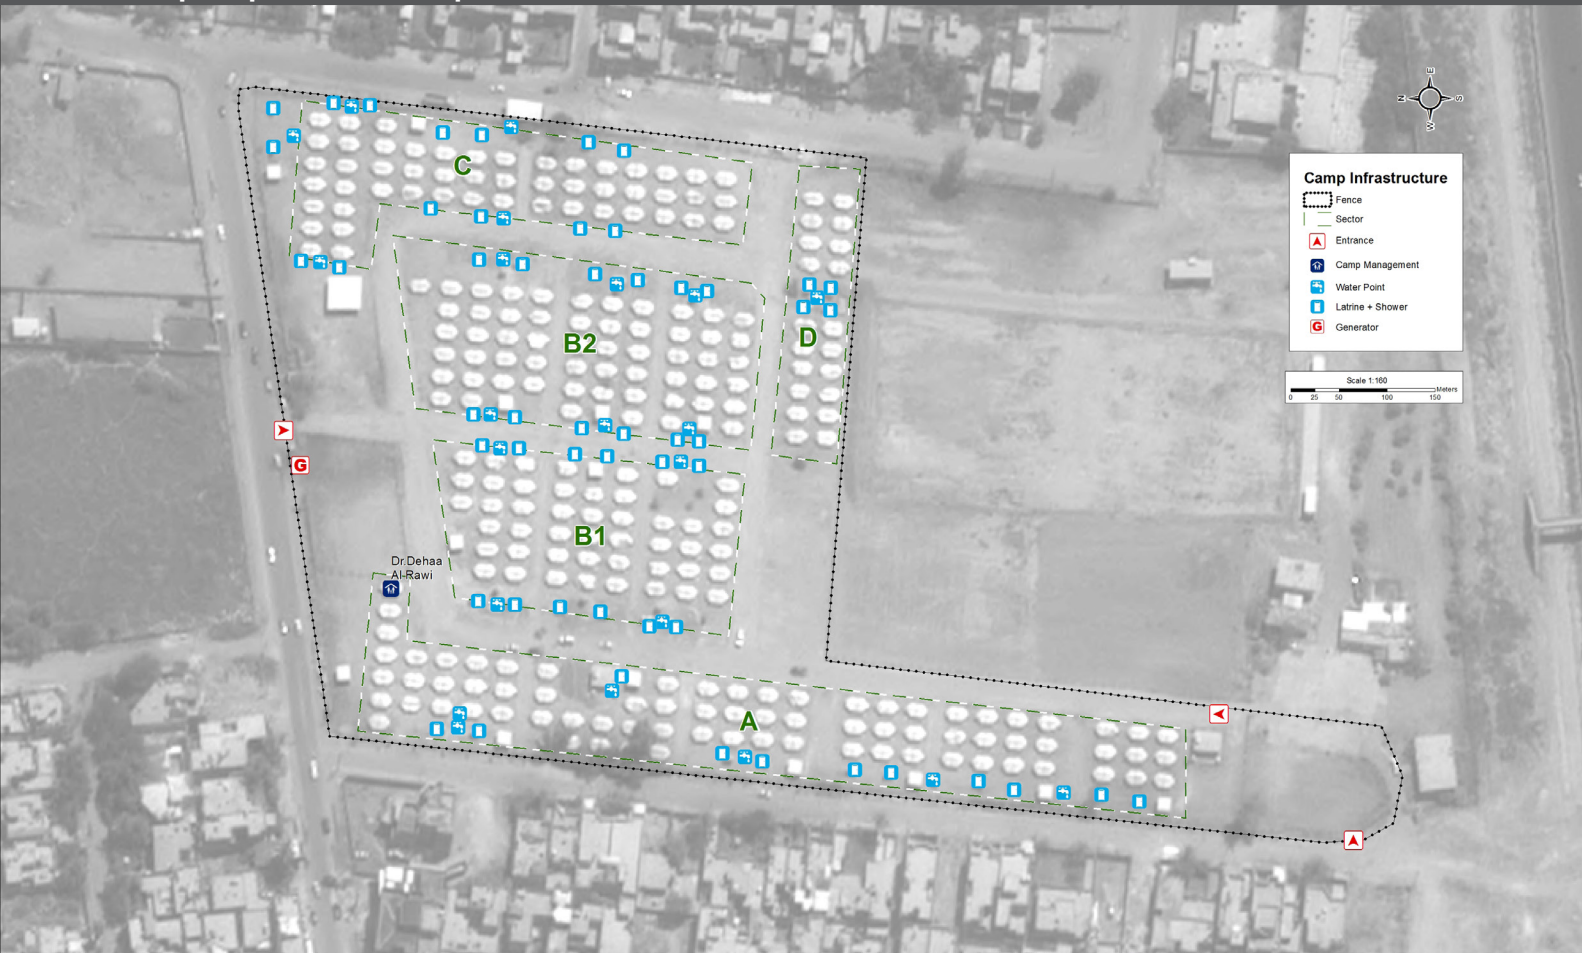 C
E
N
S
W
Camp Infrastructure
Fence
Sector
Entrance
Camp Management
Water Point
Latrine + Shower
G Generator
Scale 1:160
Meters
0 25 50 100 150
B2
D
G
B1
Dr.Dehaa
Al-Rawi
A